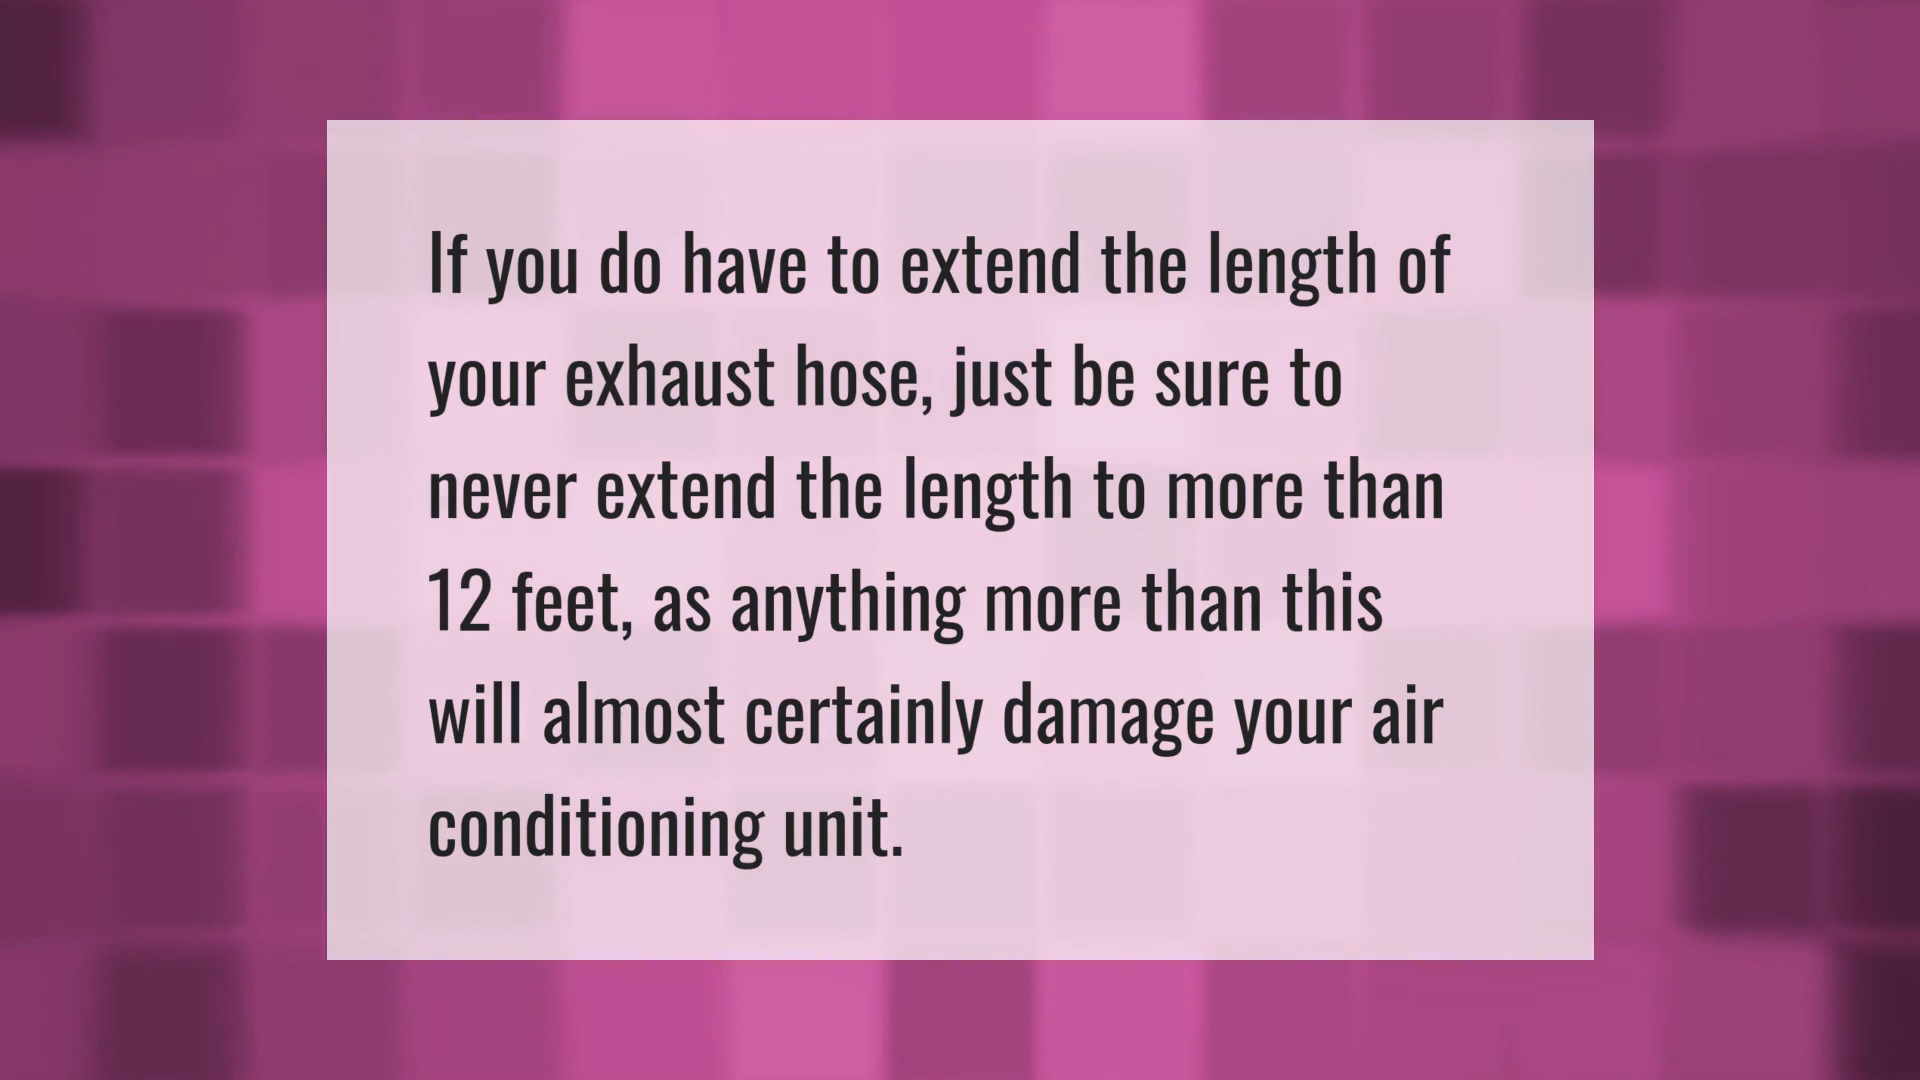 If you do have to extend the length of
your exhaust hose, just be sure to
never extend the length to more than
12 feet, as anything more than this
will almost certainly damage your air
conditioning unit.